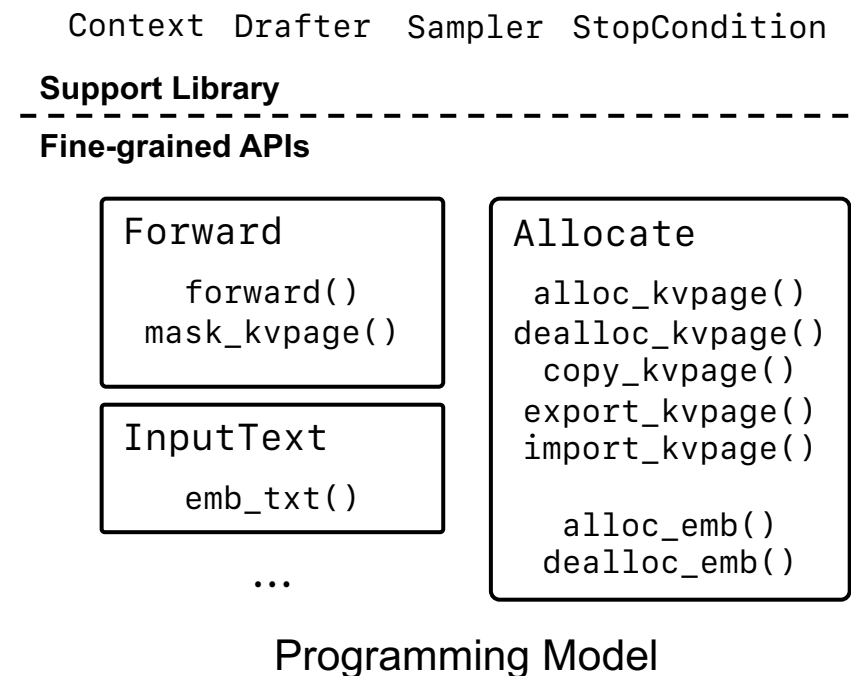 Context Drafter Sampler StopCondition
Support Library
Fine-grained APIs
Forward
forward()
mask_kvpage()
InputText
emb_txt()
...
Allocate
alloc_kvpage()
dealloc_kvpage()
copy_kvpage()
export_kvpage()
import_kvpage()
alloc_emb()
dealloc_emb()
Programming Model